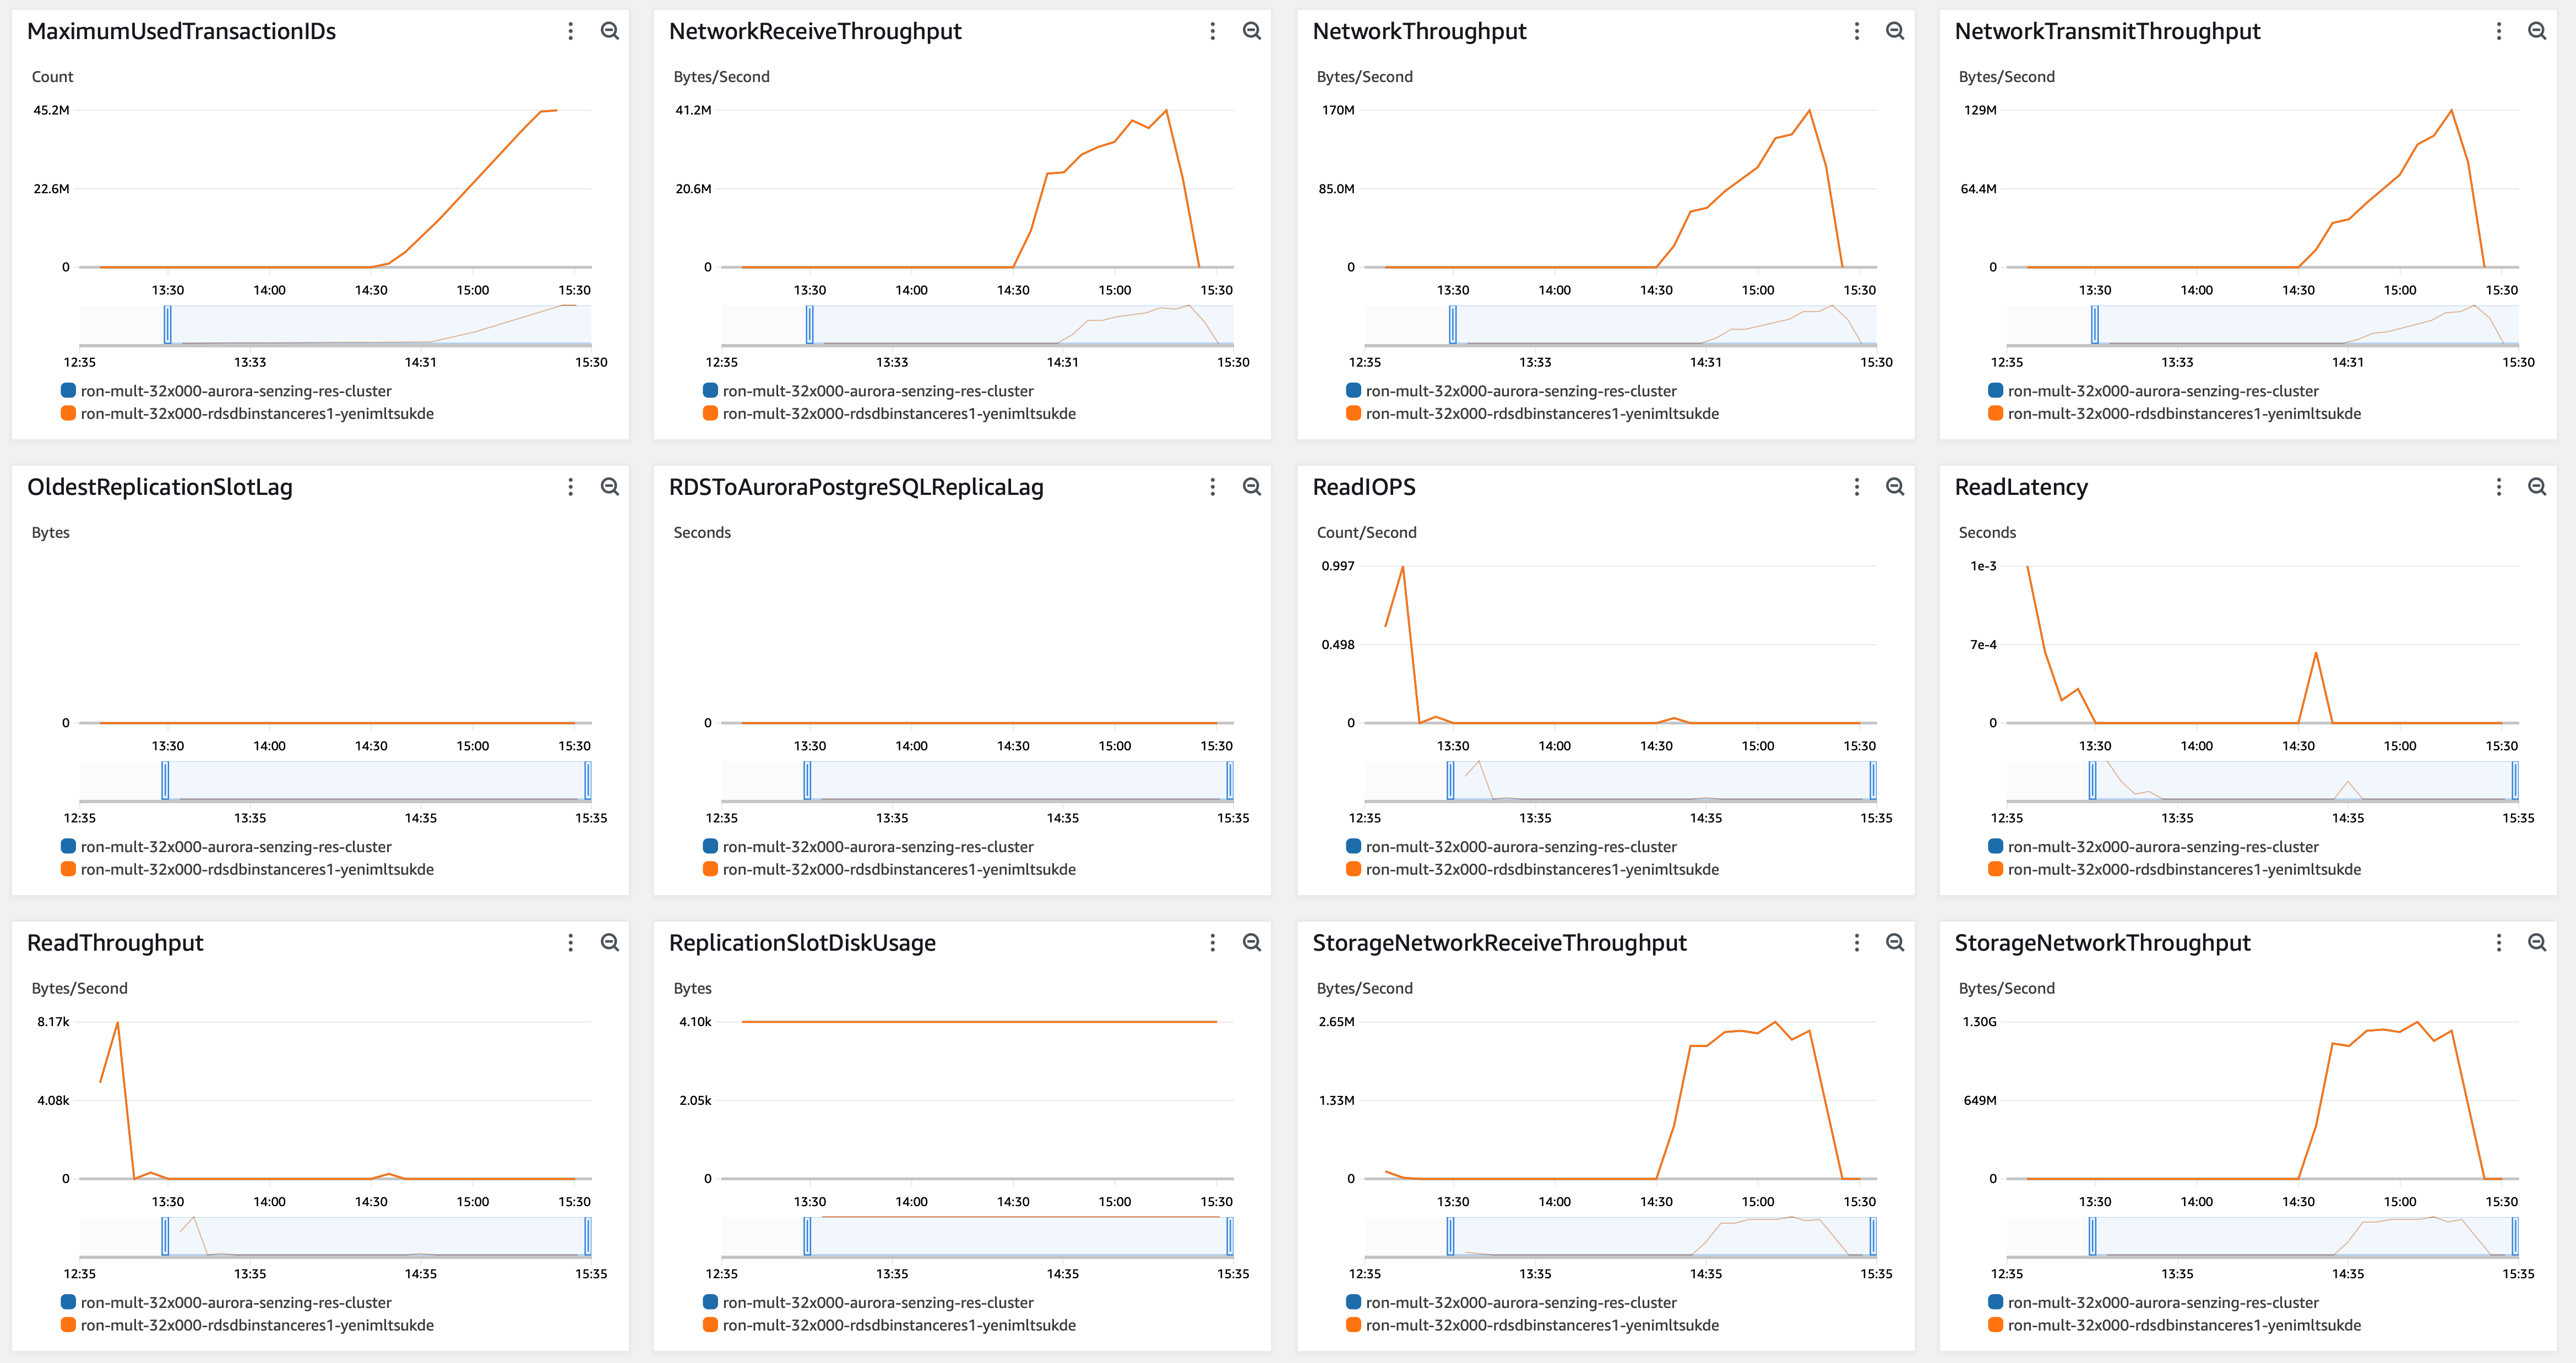 MaximumUsedTransactionIDs
Count
45.2M
22.6M
0
13:30 14:00 14:30 15:00 15:30
12:35 13:33 14:31 15:30
ron-mult-32x000-aurora-senzing-res-cluster
ron-mult-32x000-rdsdbinstanceres1-yenimltsukde
NetworkReceiveThroughput
Bytes/Second
41.2M
20.6M
0
13:30 14:00 14:30 15:00 15:30
12:35 13:33 14:31 15:30
ron-mult-32x000-aurora-senzing-res-cluster
ron-mult-32x000-rdsdbinstanceres1-yenimltsukde
NetworkThroughput
Bytes/Second
170M
85.0M
0
13:30 14:00 14:30 15:00 15:30
12:35 13:33 14:31 15:30
ron-mult-32x000-aurora-senzing-res-cluster
ron-mult-32x000-rdsdbinstanceres1-yenimltsukde
NetworkTransmitThroughput
Bytes/Second
129M
64.4M
0
13:30 14:00 14:30 15:00 15:30
12:35 13:33 14:31 15:30
ron-mult-32x000-aurora-senzing-res-cluster
ron-mult-32x000-rdsdbinstanceres1-yenimltsukde
OldestReplicationSlotLag
Bytes
0
13:30 14:00 14:30 15:00 15:30
12:35 13:35 14:35 15:35
ron-mult-32x000-aurora-senzing-res-cluster
ron-mult-32x000-rdsdbinstanceres1-yenimltsukde
RDSToAuroraPostgreSQLReplicaLag
Seconds
0
13:30 14:00 14:30 15:00 15:30
12:35 13:35 14:35 15:35
ron-mult-32x000-aurora-senzing-res-cluster
ron-mult-32x000-rdsdbinstanceres1-yenimltsukde
ReadIOPS
Count/Second
0.997
0.498
0
13:30 14:00 14:30 15:00 15:30
12:35 13:35 14:35 15:35
ron-mult-32x000-aurora-senzing-res-cluster
ron-mult-32x000-rdsdbinstanceres1-yenimltsukde
ReadLatency
Seconds
1e-3
7e-4
0
13:30 14:00 14:30 15:00 15:30
12:35 13:35 14:35 15:35
ron-mult-32x000-aurora-senzing-res-cluster
ron-mult-32x000-rdsdbinstanceres1-yenimltsukde
ReadThroughput
Bytes/Second
8.17k
4.08k
0
13:30 14:00 14:30 15:00 15:30
12:35 13:35 14:35 15:35
ron-mult-32x000-aurora-senzing-res-cluster
ron-mult-32x000-rdsdbinstanceres1-yenimltsukde
ReplicationSlotDiskUsage
Bytes
4.10k
2.05k
0
13:30 14:00 14:30 15:00 15:30
12:35 13:35 14:35 15:35
ron-mult-32x000-aurora-senzing-res-cluster
ron-mult-32x000-rdsdbinstanceres1-yenimltsukde
StorageNetworkReceiveThroughput
Bytes/Second
2.65M
1.33M
0
13:30 14:00 14:30 15:00 15:30
12:35 13:35 14:35 15:35
ron-mult-32x000-aurora-senzing-res-cluster
ron-mult-32x000-rdsdbinstanceres1-yenimltsukde
StorageNetworkThroughput
Bytes/Second
1.30G
649M
0
13:30 14:00 14:30 15:00 15:30
12:35 13:35 14:35 15:35
ron-mult-32x000-aurora-senzing-res-cluster
ron-mult-32x000-rdsdbinstanceres1-yenimltsukde